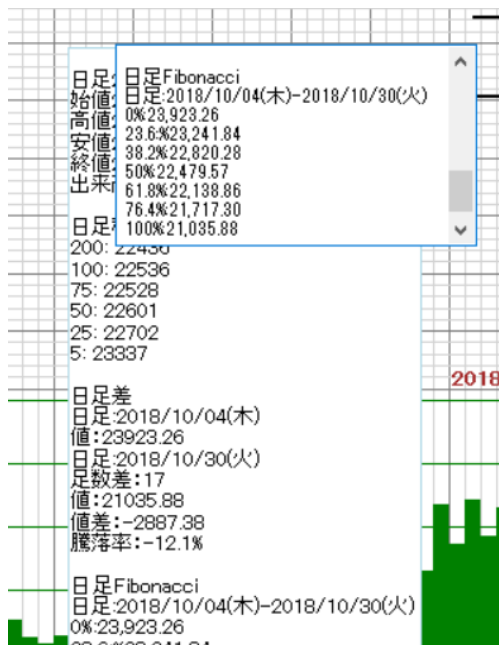 日足Fibonacci
日足:2018/10/04(木)-2018/10/30(火)
0%:23,923.26
23.6:%23,241.84
38.2%:22,820.28
50%:22,479.57
61.8%:22,138.86
76.4%:21,717.30
100%:21,035.88
日足
始値
高値
安値
終値
出来
日足
200: 22436
100: 22536
75: 22528
50: 22601
25: 22702
5: 23337
2018
日足差
日足:2018/10/04(木)
値:23923.26
日足:2018/10/30(火)
足数差:17
値:21035.88
値差:-2887.38
騰落率:-12.1%
日足Fibonacci
日足:2018/10/04(木)-2018/10/30(火)
0%:23,923.26